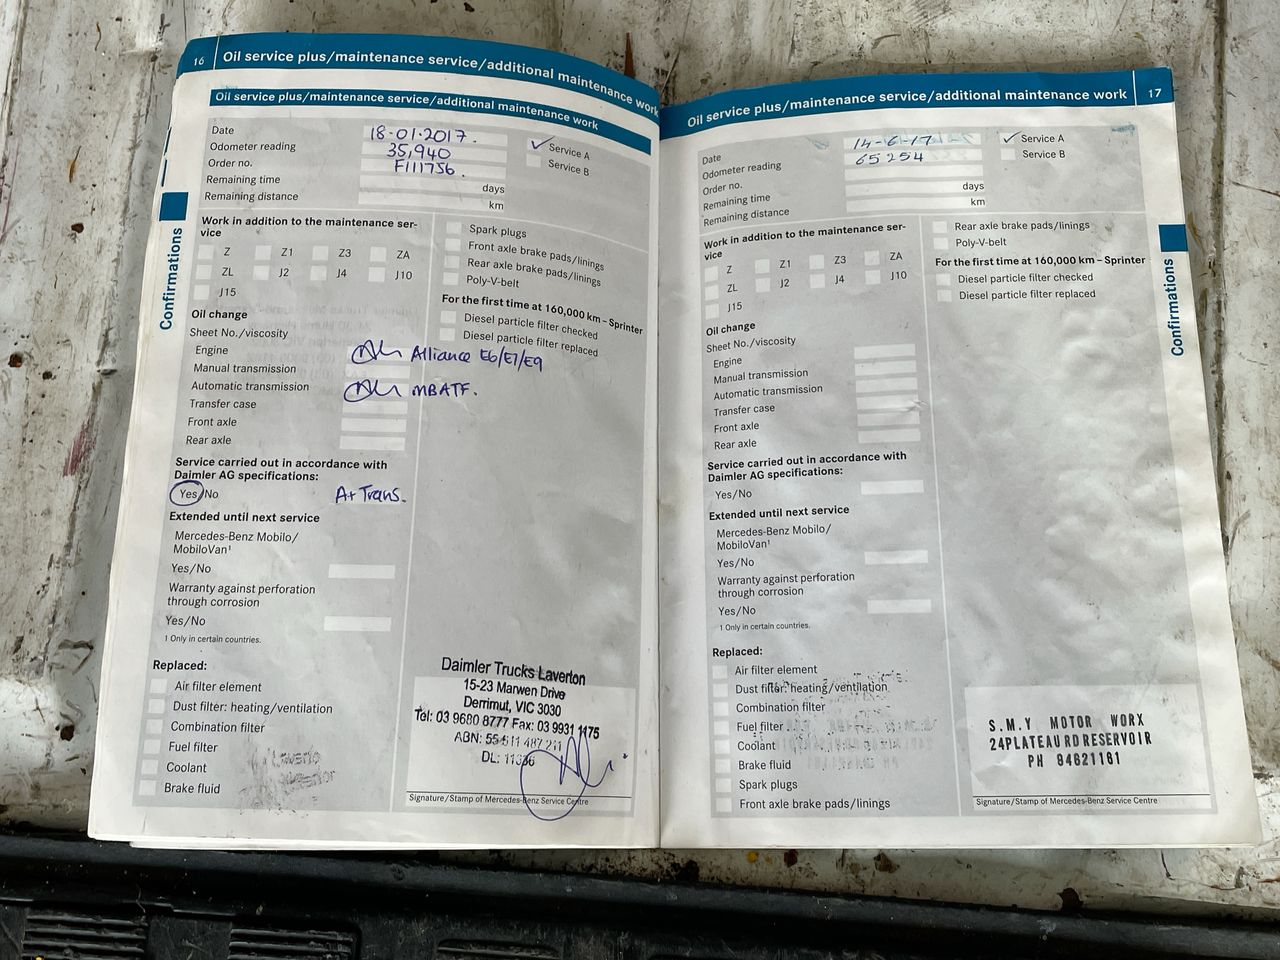 16 Oil service plus/maintenance service/additional maintenance work
Oil service plus/maintenance service/additional maintenance work
Date 18-01-2017.
Odometer reading 35,940
Order no. F111756.
Remaining time days
Remaining distance km
✓ Service A
Service B
Work in addition to the maintenance ser-
vice
Z Z1 Z3 ZA
ZL J2 J4 J10
J15
Oil change
Sheet No./viscosity
Engine Alliance E6/E7/E9
Manual transmission
Automatic transmission MBATF.
Transfer case
Front axle
Rear axle
Service carried out in accordance with
Daimler AG specifications:
Yes/No A+Trans.
Extended until next service
Mercedes-Benz Mobilo/
MobiloVan¹
Yes/No
Warranty against perforation
through corrosion
Yes/No
1 Only in certain countries.
Replaced:
Air filter element
Dust filter: heating/ventilation
Combination filter
Fuel filter
Coolant
Brake fluid
Spark plugs
Front axle brake pads/linings
Rear axle brake pads/linings
Poly-V-belt
For the first time at 160,000 km – Sprinter
Diesel particle filter checked
Diesel particle filter replaced
Daimler Trucks Laverton
15-23 Marwen Drive
Derrimut, VIC 3030
Tel: 03 9680 8777 Fax: 03 9931 1175
ABN:
DL:
Signature/Stamp of Mercedes-Benz Service Centre
Confirmations
Oil service plus/maintenance service/additional maintenance work 17
Date 14-6-17
Odometer reading 65254
Order no.
Remaining time days
Remaining distance km
✓ Service A
Service B
Work in addition to the maintenance ser-
vice
Z Z1 Z3 ZA
ZL J2 J4 J10
J15
Oil change
Sheet No./viscosity
Engine
Manual transmission
Automatic transmission
Transfer case
Front axle
Rear axle
Service carried out in accordance with
Daimler AG specifications:
Yes/No
Extended until next service
Mercedes-Benz Mobilo/
MobiloVan¹
Yes/No
Warranty against perforation
through corrosion
Yes/No
1 Only in certain countries.
Replaced:
Air filter element
Dust filter: heating/ventilation
Combination filter
Fuel filter
Coolant
Brake fluid
Spark plugs
Front axle brake pads/linings
Rear axle brake pads/linings
Poly-V-belt
For the first time at 160,000 km – Sprinter
Diesel particle filter checked
Diesel particle filter replaced
S.M.Y MOTOR WORX
24PLATEAU RD RESERVOIR
PH 84621161
Signature/Stamp of Mercedes-Benz Service Centre
Confirmations